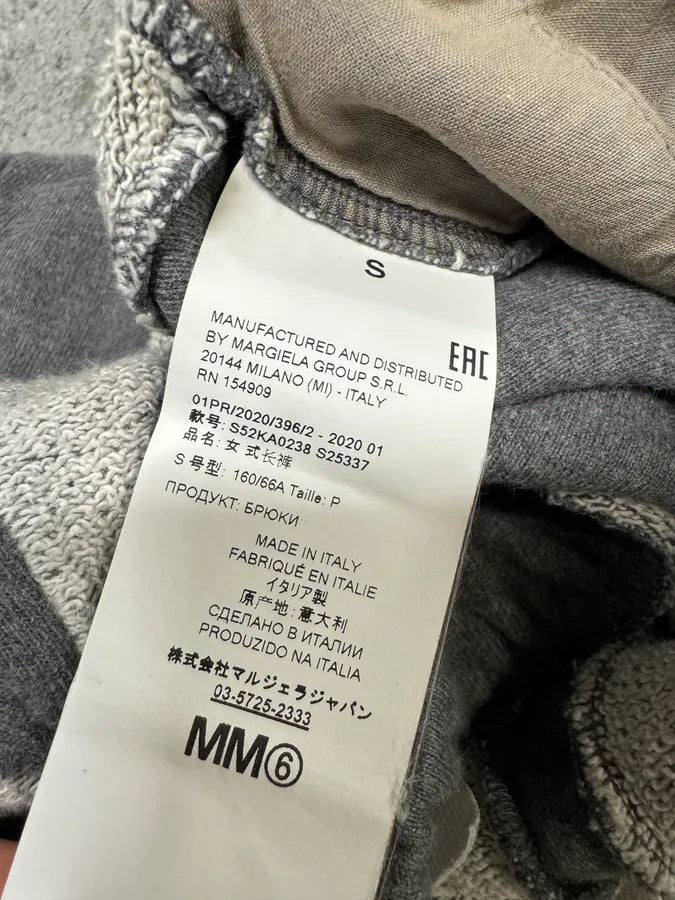 S
MANUFACTURED AND DISTRIBUTED
BY MARGIELA GROUP S.R.L.
20144 MILANO (MI) - ITALY
RN 154909
EAC
01PR/2020/396/2 - 2020 01
款号: S52KA0238 S25337
品名: 女 式长裤
S 号型: 160/66A Taille: P
ПРОДУКТ: БРЮКИ
MADE IN ITALY
FABRIQUÉ EN ITALIE
イタリア製
原产地: 意大利
СДЕЛАНО В ИТАЛИИ
PRODUZIDO NA ITALIA
株式会社マルジェラジャパン
03-5725-2333
MM⑥